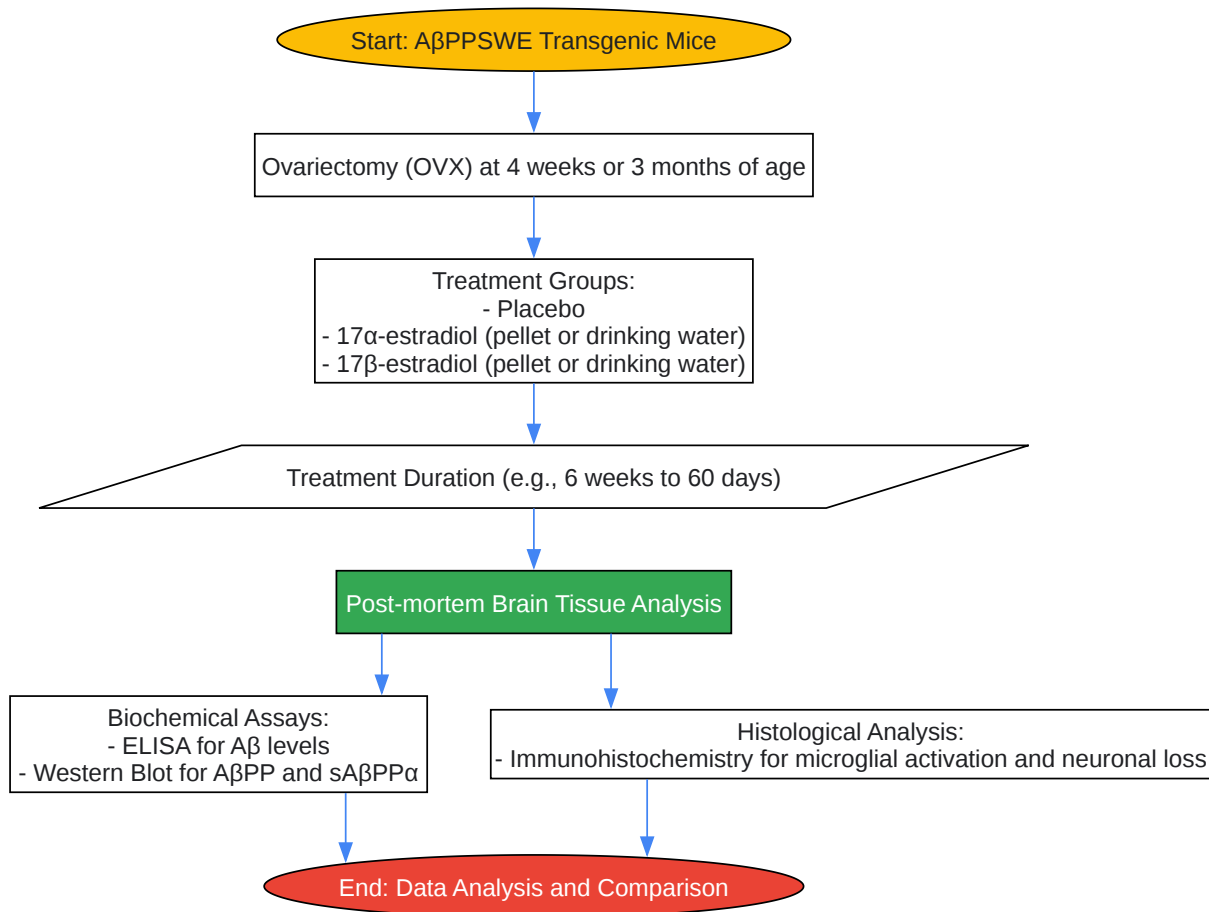 Start: AβPPSWE Transgenic Mice
Ovariectomy (OVX) at 4 weeks or 3 months of age
Treatment Groups:
- Placebo
- 17α-estradiol (pellet or drinking water)
- 17β-estradiol (pellet or drinking water)
Treatment Duration (e.g., 6 weeks to 60 days)
Post-mortem Brain Tissue Analysis
Biochemical Assays:
- ELISA for Aβ levels
- Western Blot for AβPP and sAβPPα
Histological Analysis:
- Immunohistochemistry for microglial activation and neuronal loss
End: Data Analysis and Comparison